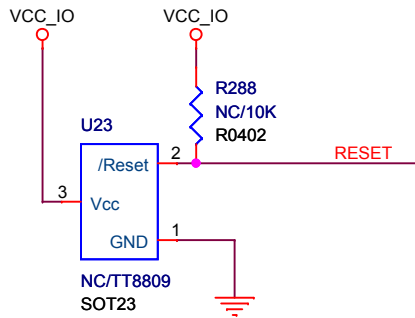 VCC_IO
VCC_IO
R288
NC/10K
R0402
U23
/Reset
2
RESET
3
Vcc
GND
1
NC/TT8809
SOT23